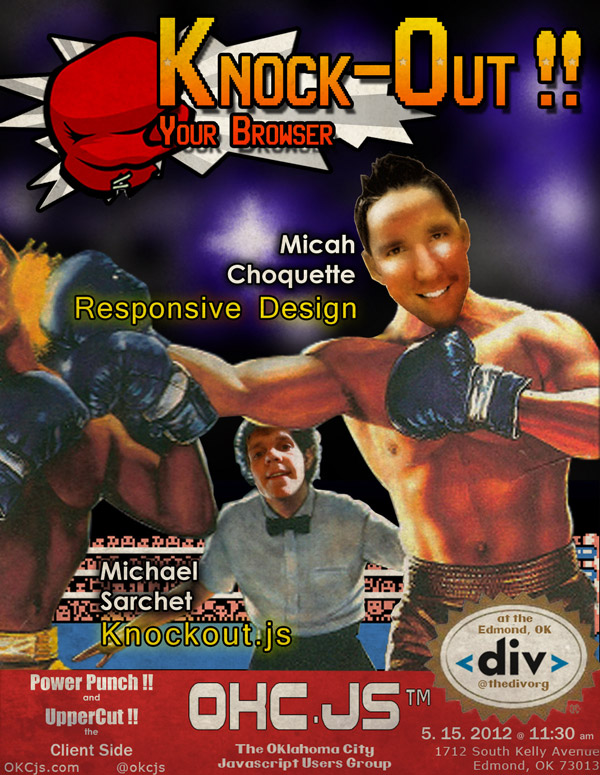 Knock-Out !!
Your Browser
Micah
Choquette
Responsive Design
Michael
Sarchet
Knockout.js
at the
Edmond, OK
<div>
@thedivorg
Power Punch !!
and
UpperCut !!
the
Client Side
OKCjs.com @okcjs
OKC.JS™
The Oklahoma City
Javascript Users Group
5. 15. 2012 @ 11:30 am
1712 South Kelly Avenue
Edmond, OK 73013